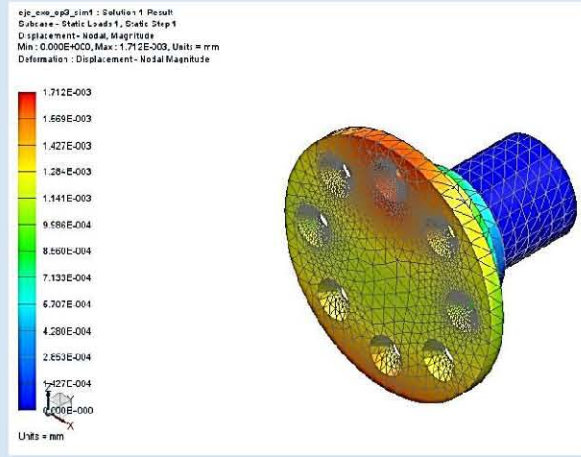 eje_exo_op3_sim1 : Solution 1 Result
Subcase - Static Loads 1, Static Step 1
Displacement - Nodal, Magnitude
Min : 0.000E+000, Max : 1.712E-003, Units = mm
Deformation : Displacement - Nodal Magnitude
1.712E-003
1.569E-003
1.427E-003
1.284E-003
1.141E-003
9.986E-004
8.560E-004
7.133E-004
5.707E-004
4.280E-004
2.853E-004
1.427E-004
0.000E+000
Z
Y
X
Units = mm